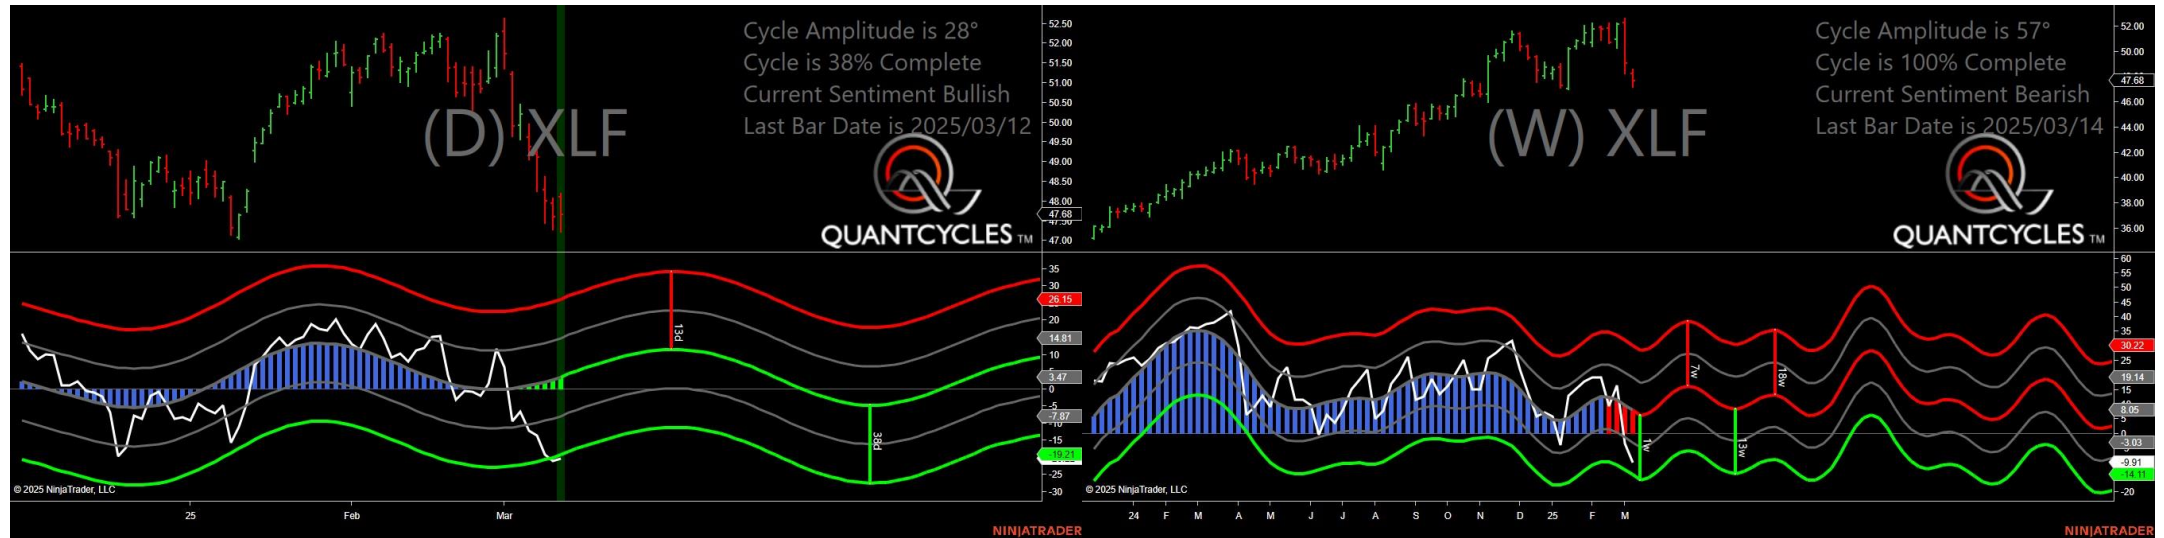 Cycle Amplitude is 28°
Cycle is 38% Complete
Current Sentiment Bullish
Last Bar Date is 2025/03/12
(D) XLF
QUANTCYCLES TM
52.50
52.00
51.50
51.00
50.50
50.00
49.50
49.00
48.50
48.00
47.68
47.50
47.00
35
30
26.15
20
14.81
10
5
3.47
0
-5
-7.87
-10
-15
-19.21
-25
-30
13d
38d
© 2025 NinjaTrader, LLC
25
Feb
Mar
NINJATRADER
Cycle Amplitude is 57°
Cycle is 100% Complete
Current Sentiment Bearish
Last Bar Date is 2025/03/14
(W) XLF
QUANTCYCLES TM
52.00
50.00
47.68
46.00
44.00
42.00
40.00
38.00
36.00
60
55
50
45
40
35
30.22
25
19.14
15
8.05
5
0
-3.03
-9.91
-14.11
-20
7w
18w
1w
13w
© 2025 NinjaTrader, LLC
24 F M A M J J A S O N D 25 F M
NINJATRADER